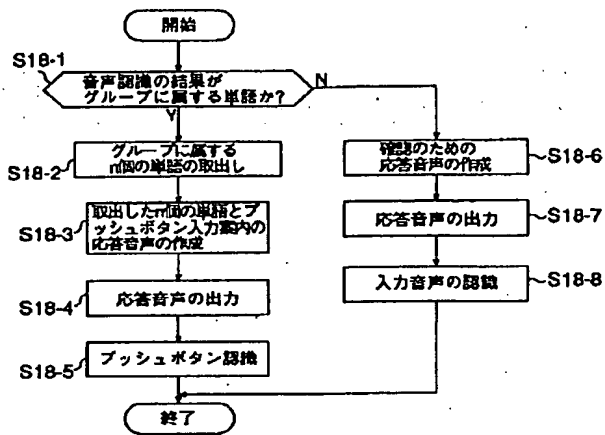 開始
S18-1
音声認識の結果が
グループに属する単語か?
N
Y
S18-2
グループに属する
n個の単語の取出し
S18-3
取出したn個の単語とプ
ッシュボタン入力案内の
応答音声の作成
S18-4
応答音声の出力
S18-5
プッシュボタン認識
確認のための
応答音声の作成
S18-6
応答音声の出力
S18-7
入力音声の認識
S18-8
終了